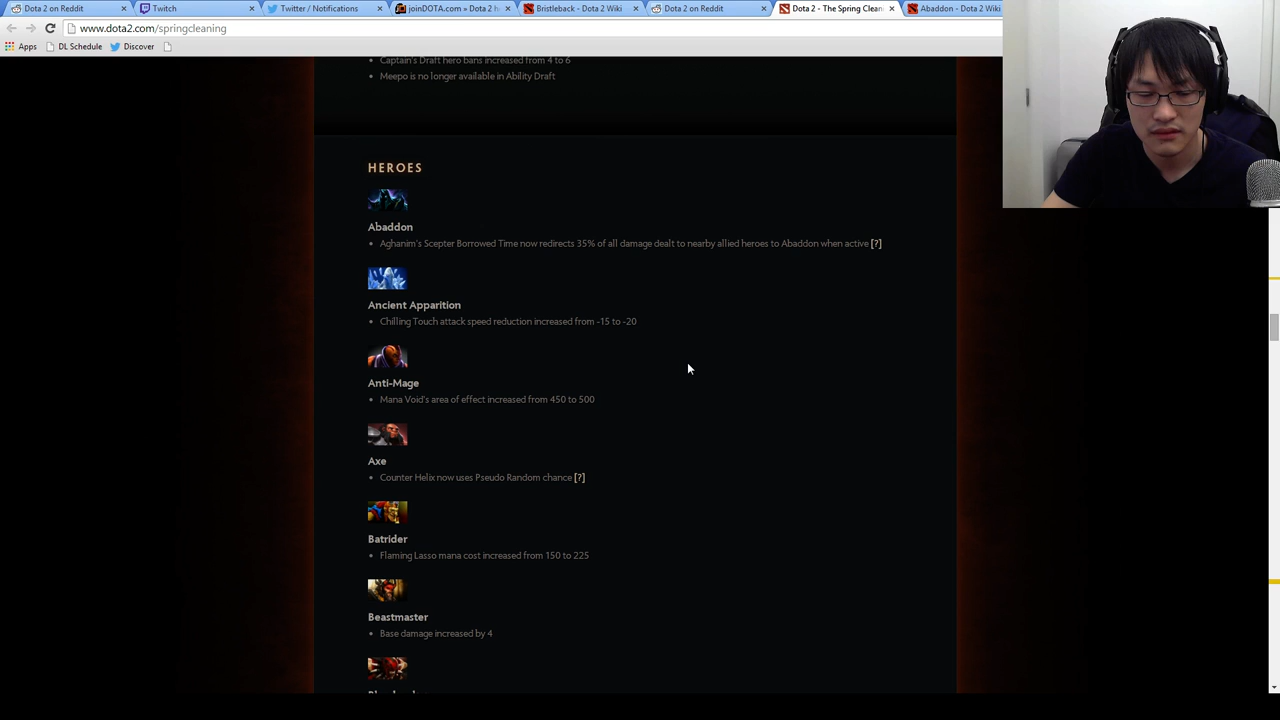 Dota 2 on Reddit
Twitch
Twitter / Notifications
joinDOTA.com » Dota 2 h
Bristleback - Dota 2 Wiki
Dota 2 on Reddit
Dota 2 - The Spring Clean
Abaddon - Dota 2 Wiki
www.dota2.com/springcleaning
Apps
DL Schedule
Discover
Captain's Draft hero bans increased from 4 to 6
Meepo is no longer available in Ability Draft
HEROES
Abaddon
Aghanim's Scepter Borrowed Time now redirects 35% of all damage dealt to nearby allied heroes to Abaddon when active [?]
Ancient Apparition
Chilling Touch attack speed reduction increased from -15 to -20
Anti-Mage
Mana Void's area of effect increased from 450 to 500
Axe
Counter Helix now uses Pseudo Random chance [?]
Batrider
Flaming Lasso mana cost increased from 150 to 225
Beastmaster
Base damage increased by 4